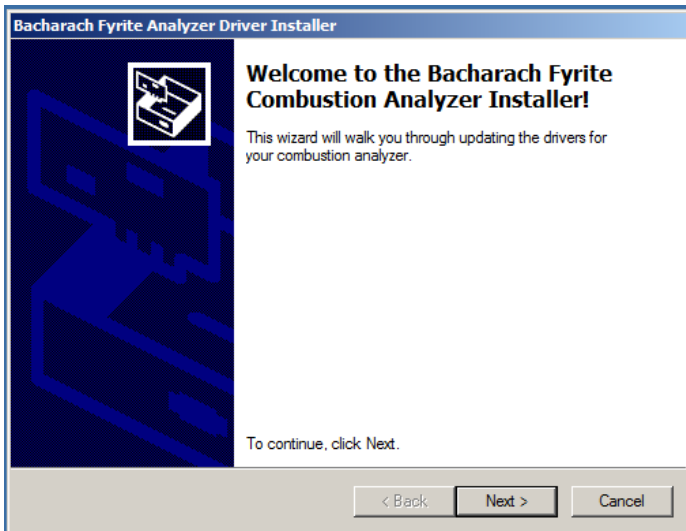 Bacharach Fyrite Analyzer Driver Installer
Welcome to the Bacharach Fyrite
Combustion Analyzer Installer!
This wizard will walk you through updating the drivers for
your combustion analyzer.
To continue, click Next.
< Back Next > Cancel